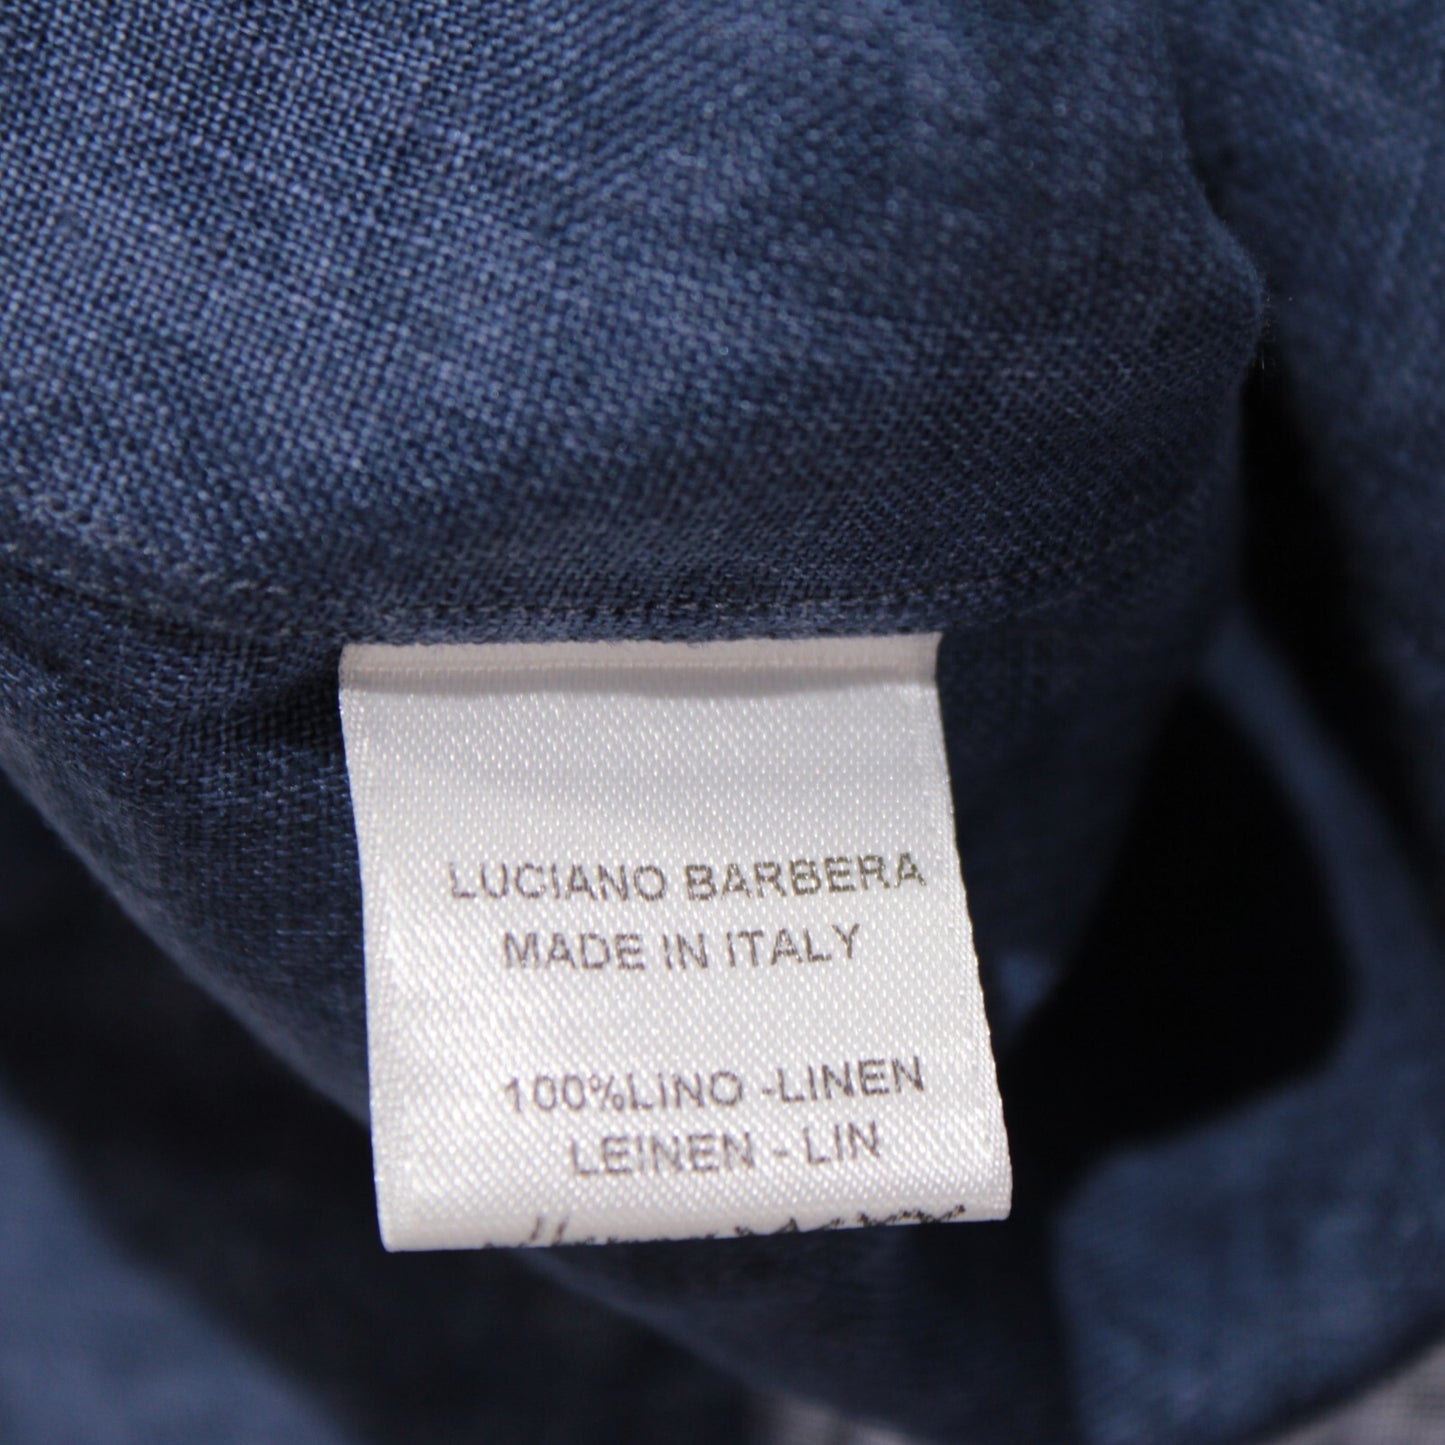 LUCIANO BARBERA
MADE IN ITALY
100%LINO -LINEN
LEINEN - LIN